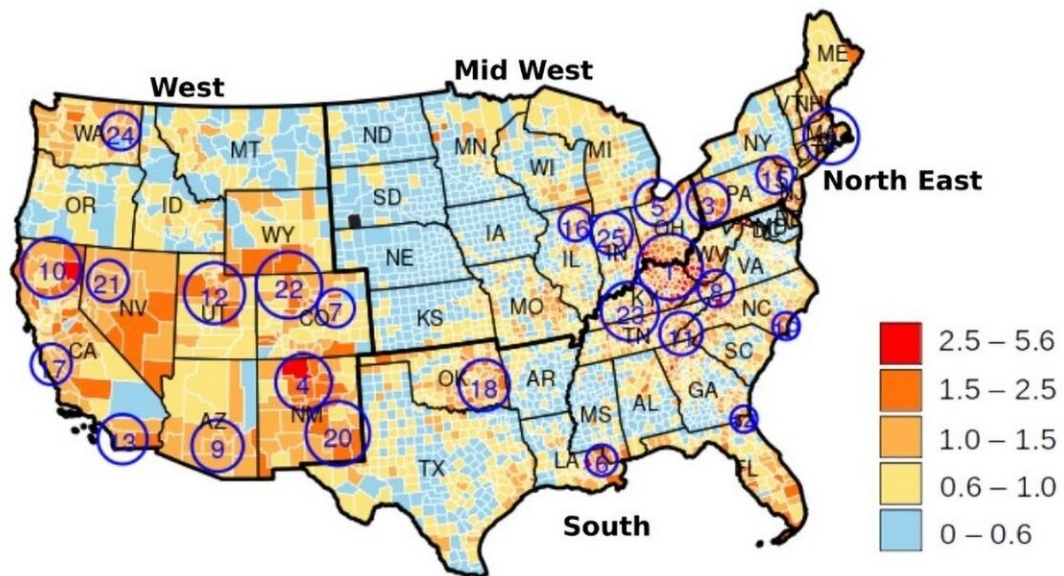 Mid West
West
North East
South
ME
VT
NH
WA
24
MT
ND
MN
WI
MI
NY
OR
ID
SD
WY
IA
NE
PA
15
5
3
OH
16
25
IN
IL
WV
VA
1
KY
8
23
10
21
NV
12
UT
22
7
CO
KS
MO
NC
TN
11
SC
CA
17
4
NM
OK
18
AR
GA
MS
AL
AZ
9
13
20
TX
LA
6
FL
2.5 – 5.6
1.5 – 2.5
1.0 – 1.5
0.6 – 1.0
0 – 0.6